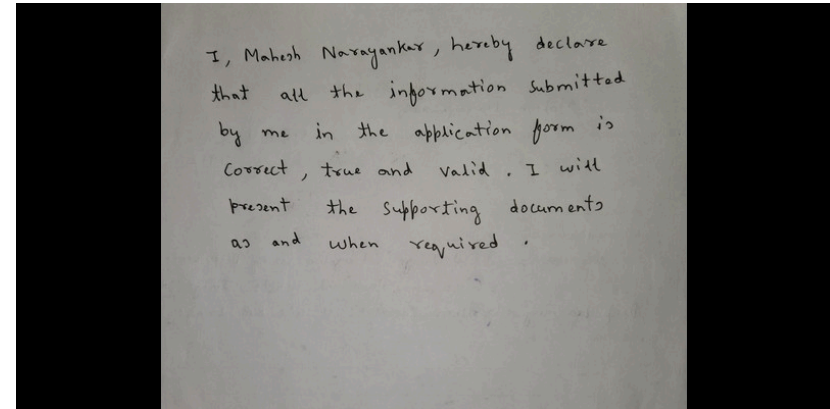 I, Mahesh Narayankar, hereby declare
that all the information submitted
by me in the application form is
correct, true and valid. I will
present the supporting documents
as and when required.